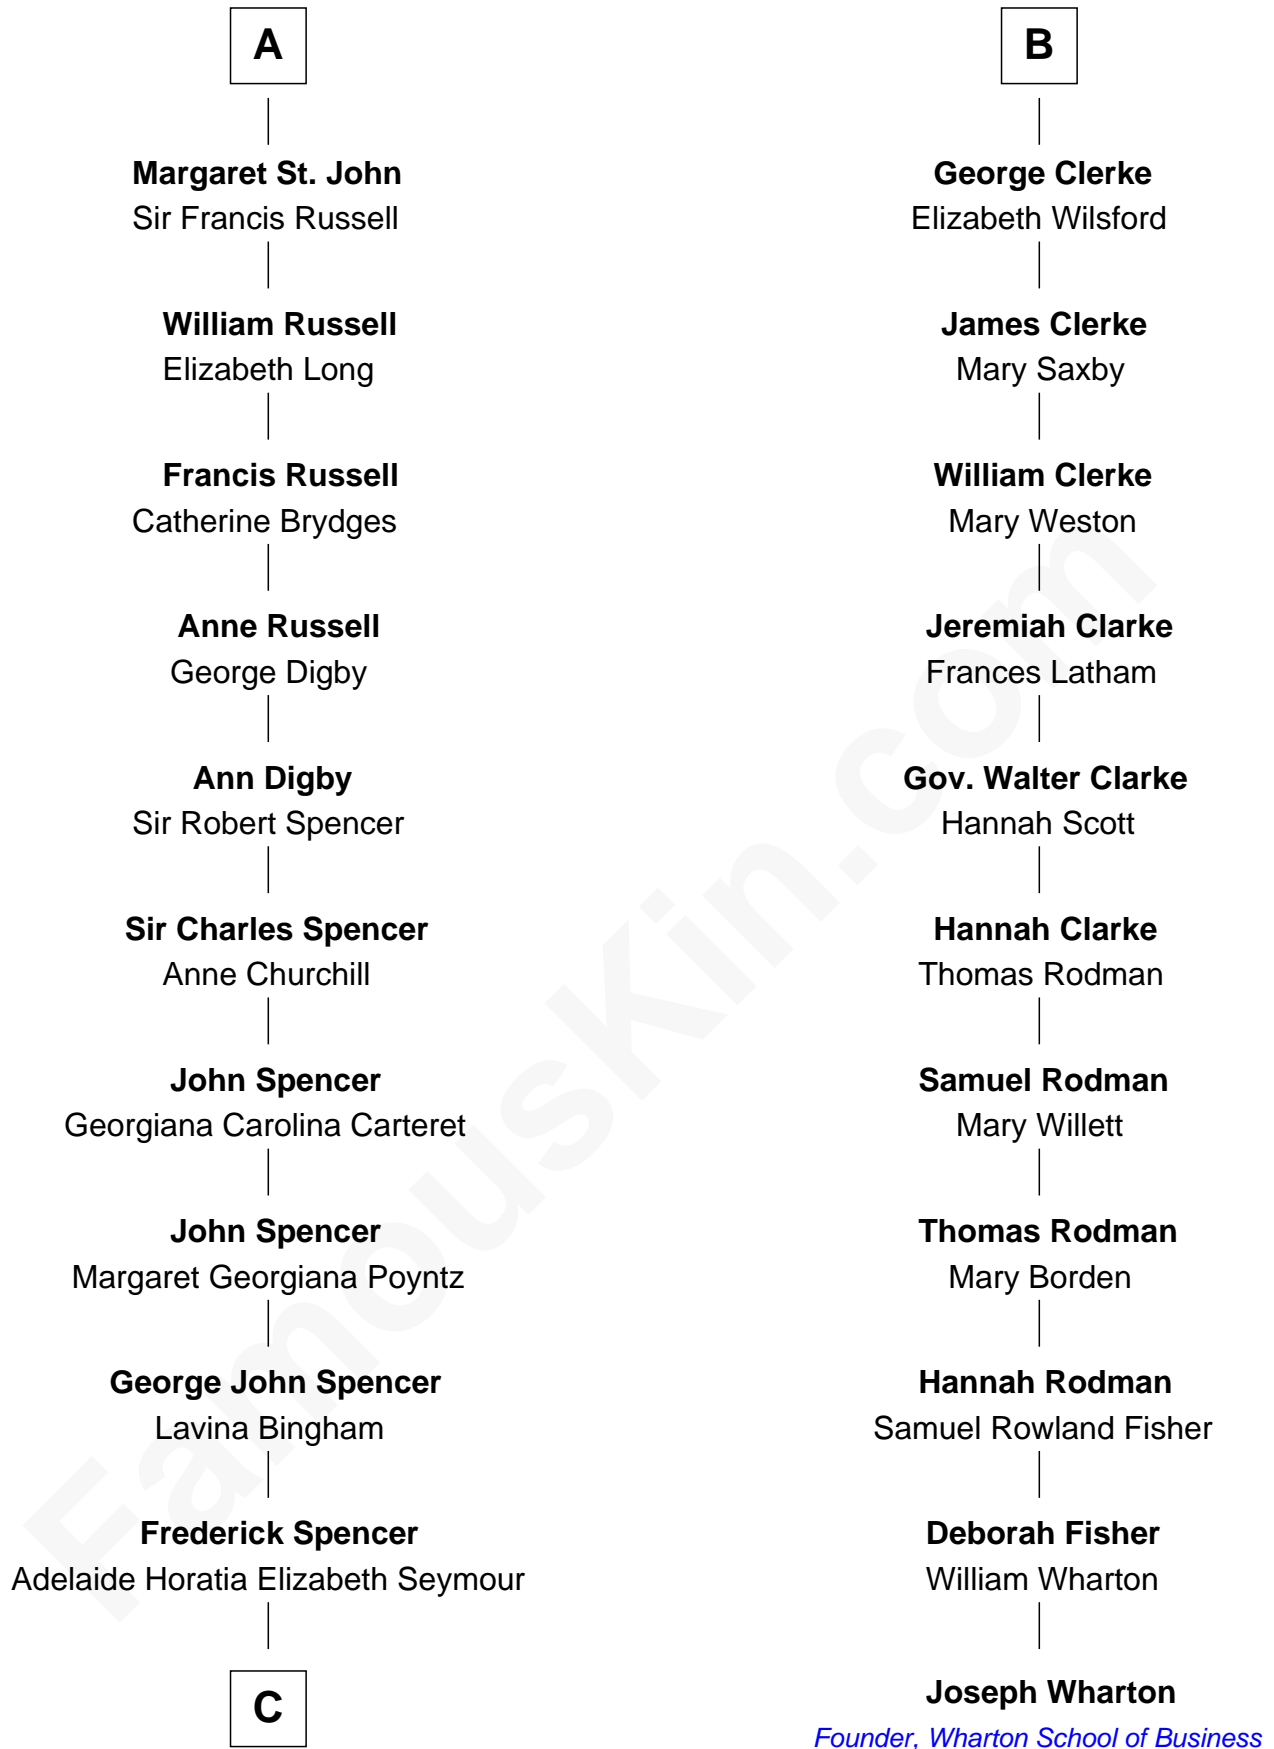 A
Margaret St. John
Sir Francis Russell
William Russell
Elizabeth Long
Francis Russell
Catherine Brydges
Anne Russell
George Digby
Ann Digby
Sir Robert Spencer
Sir Charles Spencer
Anne Churchill
John Spencer
Georgiana Carolina Carteret
John Spencer
Margaret Georgiana Poyntz
George John Spencer
Lavina Bingham
Frederick Spencer
Adelaide Horatia Elizabeth Seymour
C
B
George Clerke
Elizabeth Wilsford
James Clerke
Mary Saxby
William Clerke
Mary Weston
Jeremiah Clarke
Frances Latham
Gov. Walter Clarke
Hannah Scott
Hannah Clarke
Thomas Rodman
Samuel Rodman
Mary Willett
Thomas Rodman
Mary Borden
Hannah Rodman
Samuel Rowland Fisher
Deborah Fisher
William Wharton
Joseph Wharton
Founder, Wharton School of Business
FamousKin.com